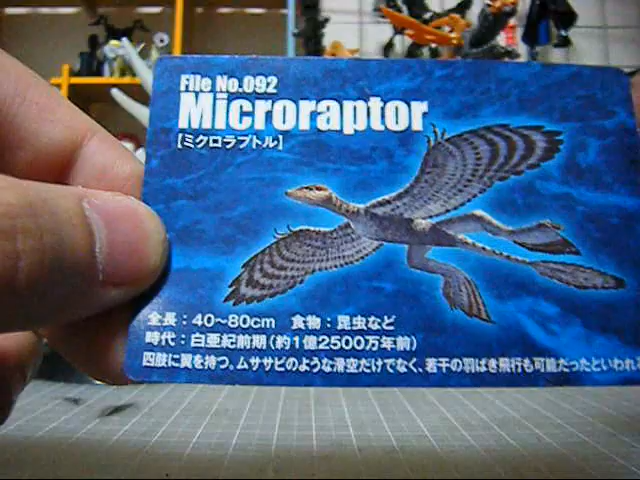 File No.092
Microraptor
【ミクロラプトル】
全長：40～80cm　食物：昆虫など
時代：白亜紀前期（約1億2500万年前）
四肢に翼を持つ。ムササビのような滑空だけでなく、若干の羽ばき飛行も可能だったといわれる